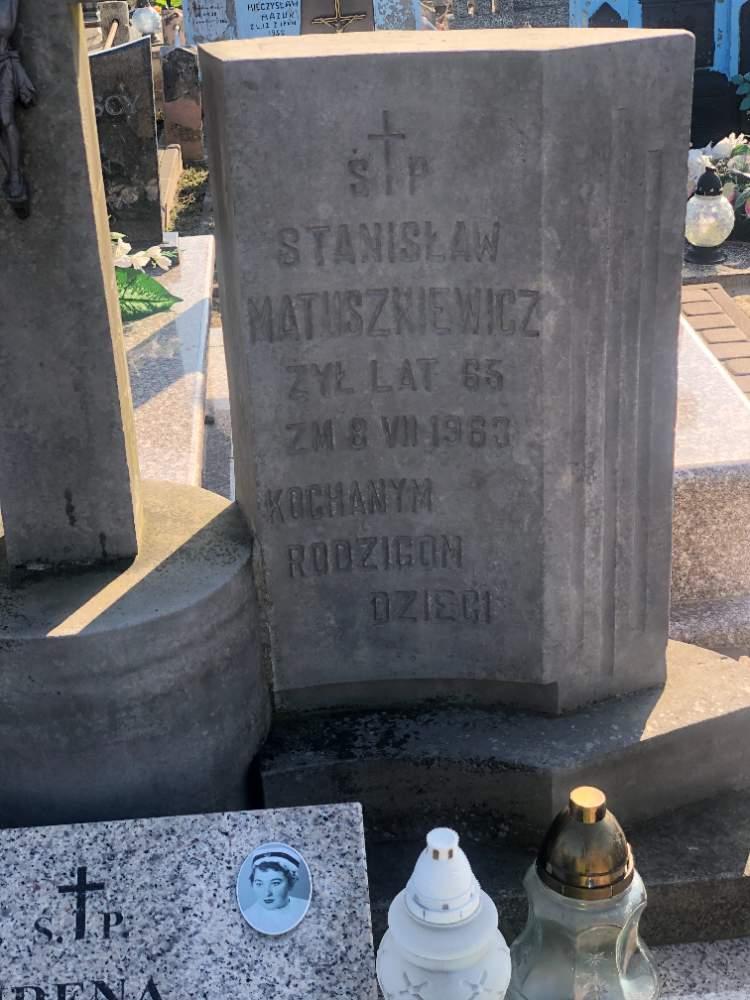 MIECZYSŁAW
MAZUR
Ś P
STANISŁAW
MATUSZKIEWICZ
ŻYŁ LAT 65
ZM 8 VII 1963
KOCHANYM
RODZICOM
DZIECI
S. P.